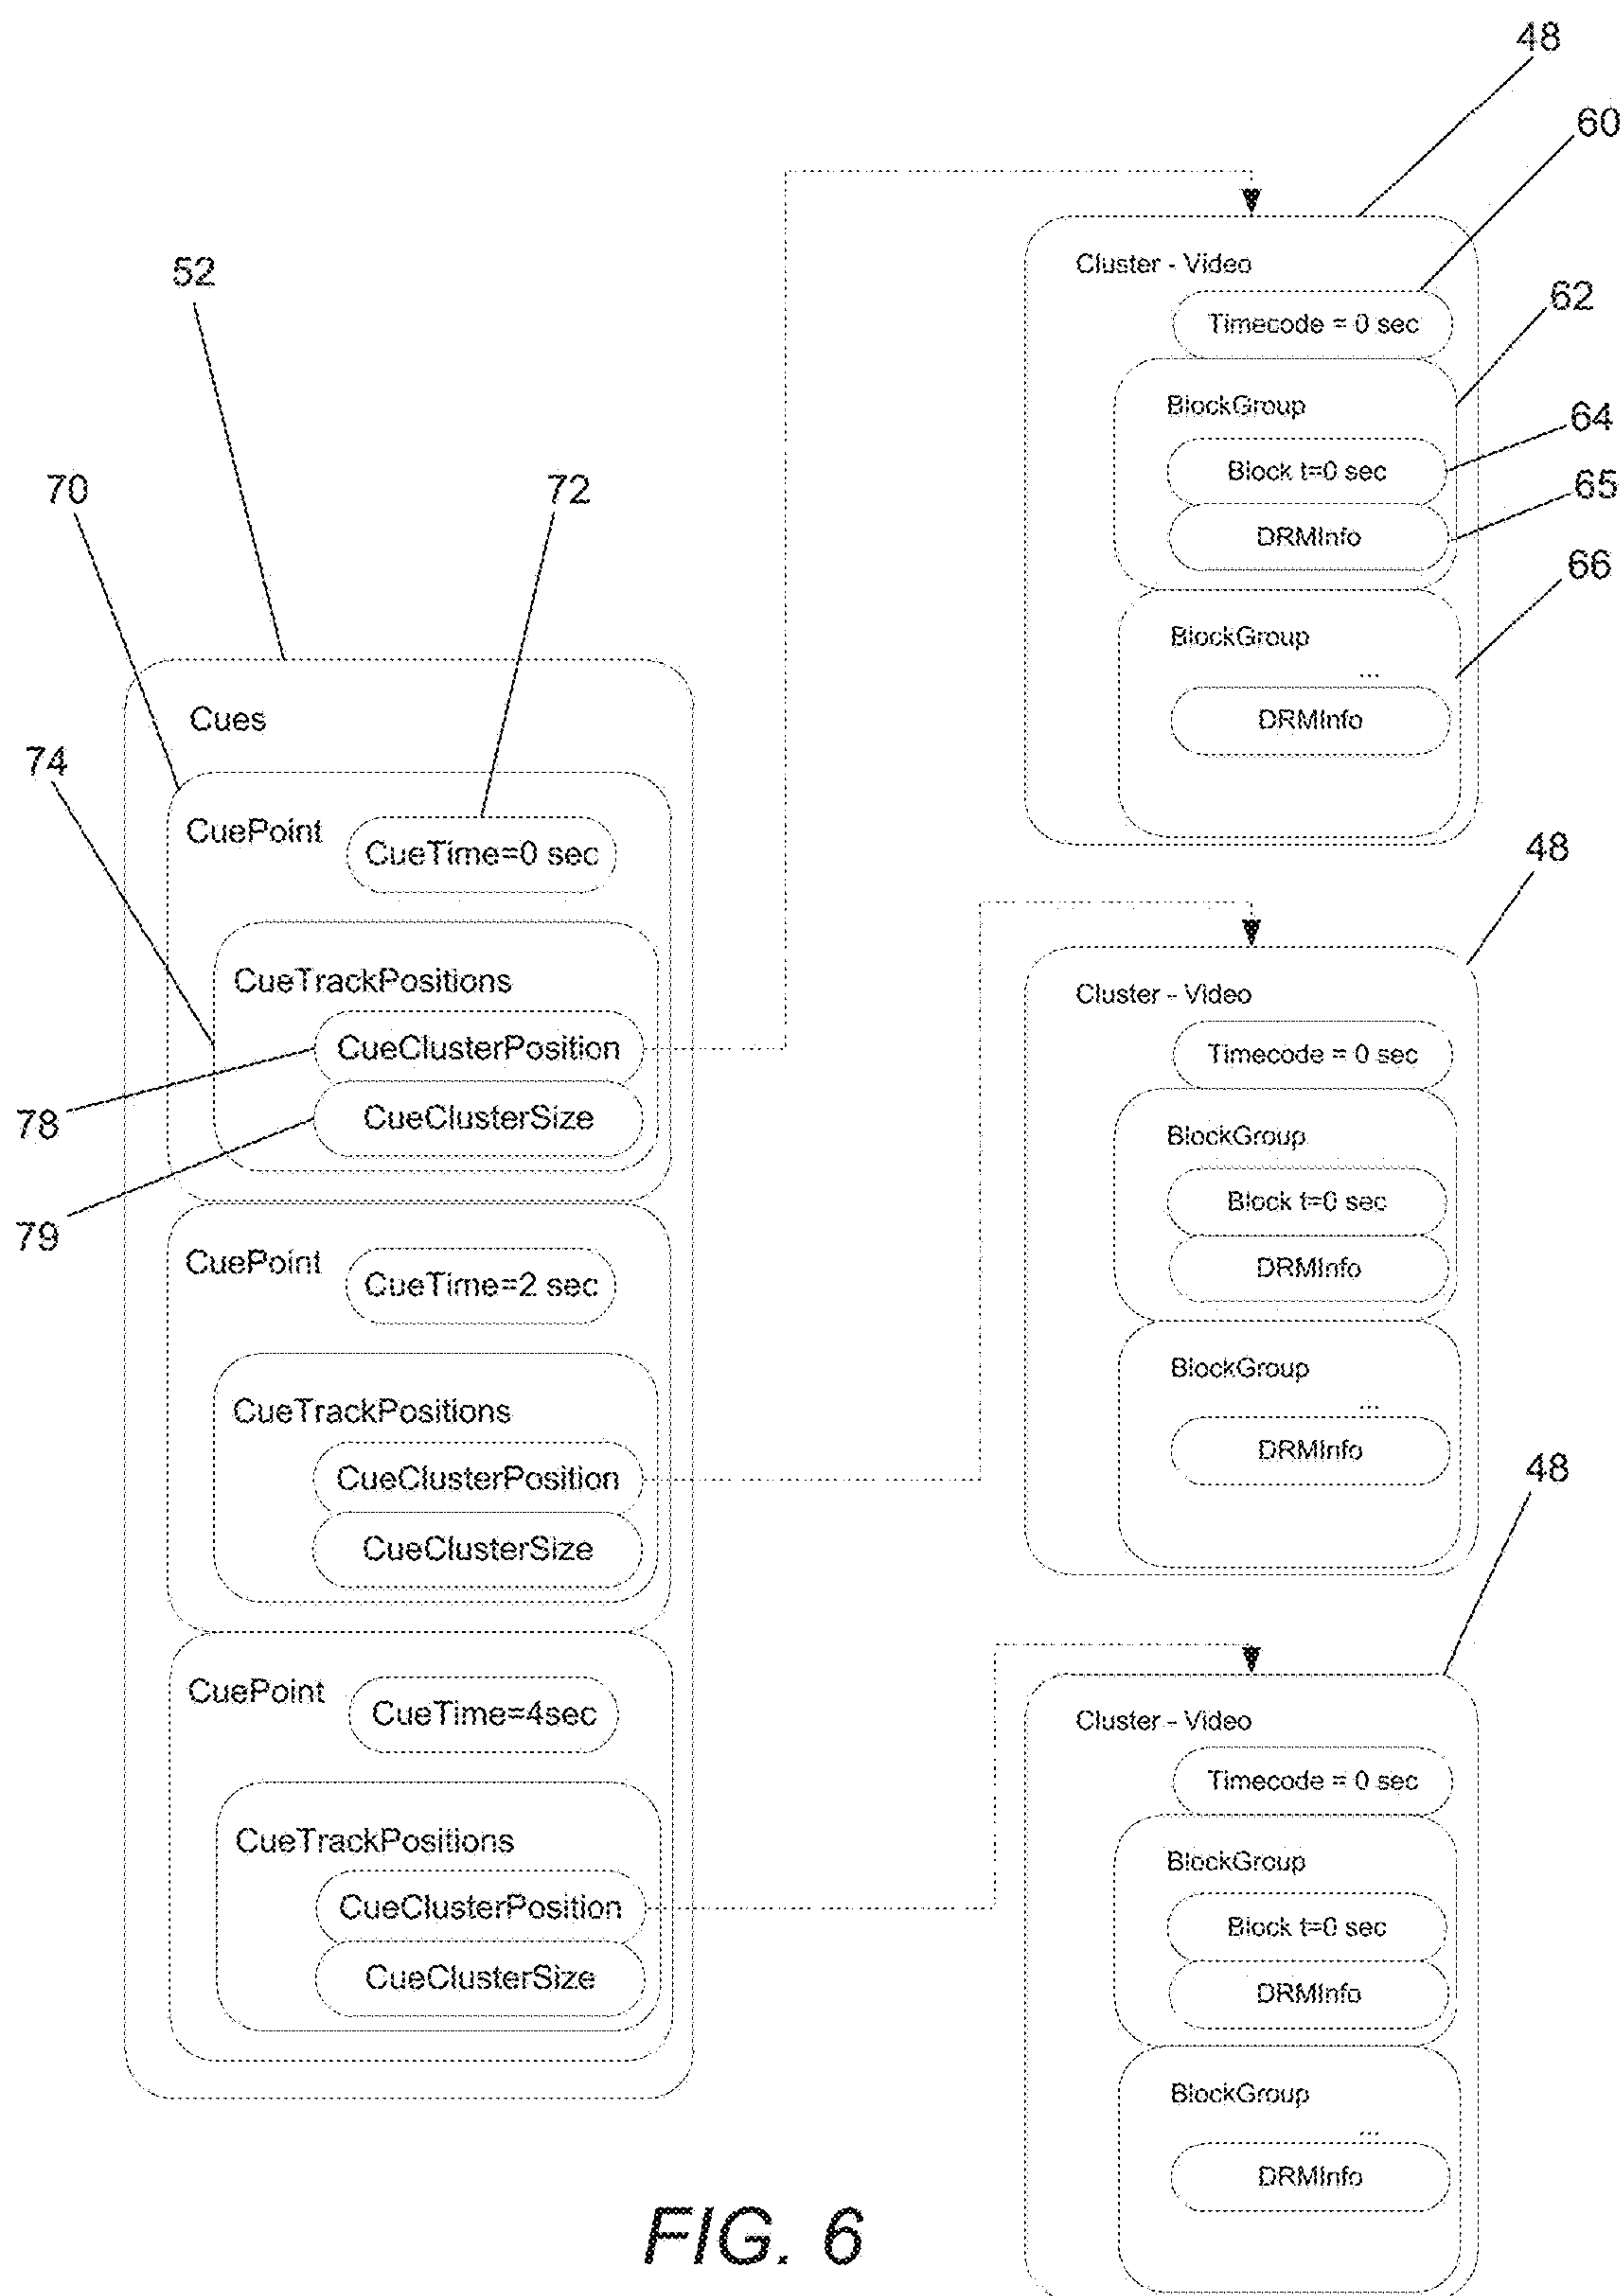 48
60
52
Cluster - Video
62
Timecode = 0 sec
BlockGroup
64
Block t=0 sec
65
70
72
DRMInfo
66
BlockGroup
...
DRMInfo
Cues
74
CuePoint
CueTime=0 sec
48
CueTrackPositions
Cluster - Video
CueClusterPosition
Timecode = 0 sec
78
CueClusterSize
BlockGroup
79
Block t=0 sec
CuePoint
CueTime=2 sec
DRMInfo
BlockGroup
...
CueTrackPositions
DRMInfo
48
CueClusterPosition
CueClusterSize
CuePoint
CueTime=4sec
Cluster - Video
Timecode = 0 sec
CueTrackPositions
BlockGroup
CueClusterPosition
Block t=0 sec
CueClusterSize
DRMInfo
BlockGroup
...
DRMInfo
FIG. 6